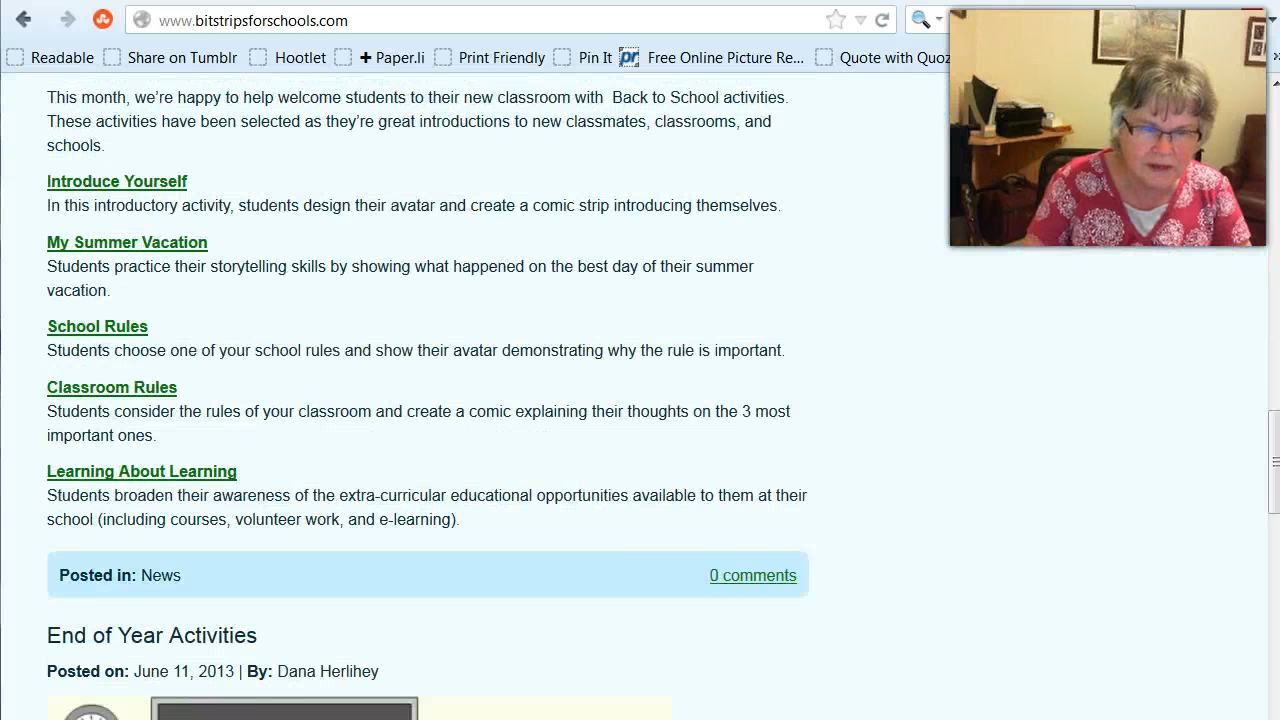 www.bitstripsforschools.com
Readable Share on Tumblr Hootlet + Paper.li Print Friendly Pin It pr Free Online Picture Re... Quote with Quoz
This month, we’re happy to help welcome students to their new classroom with Back to School activities.
These activities have been selected as they’re great introductions to new classmates, classrooms, and
schools.
Introduce Yourself
In this introductory activity, students design their avatar and create a comic strip introducing themselves.
My Summer Vacation
Students practice their storytelling skills by showing what happened on the best day of their summer
vacation.
School Rules
Students choose one of your school rules and show their avatar demonstrating why the rule is important.
Classroom Rules
Students consider the rules of your classroom and create a comic explaining their thoughts on the 3 most
important ones.
Learning About Learning
Students broaden their awareness of the extra-curricular educational opportunities available to them at their
school (including courses, volunteer work, and e-learning).
Posted in: News 0 comments
End of Year Activities
Posted on: June 11, 2013 | By: Dana Herlihey